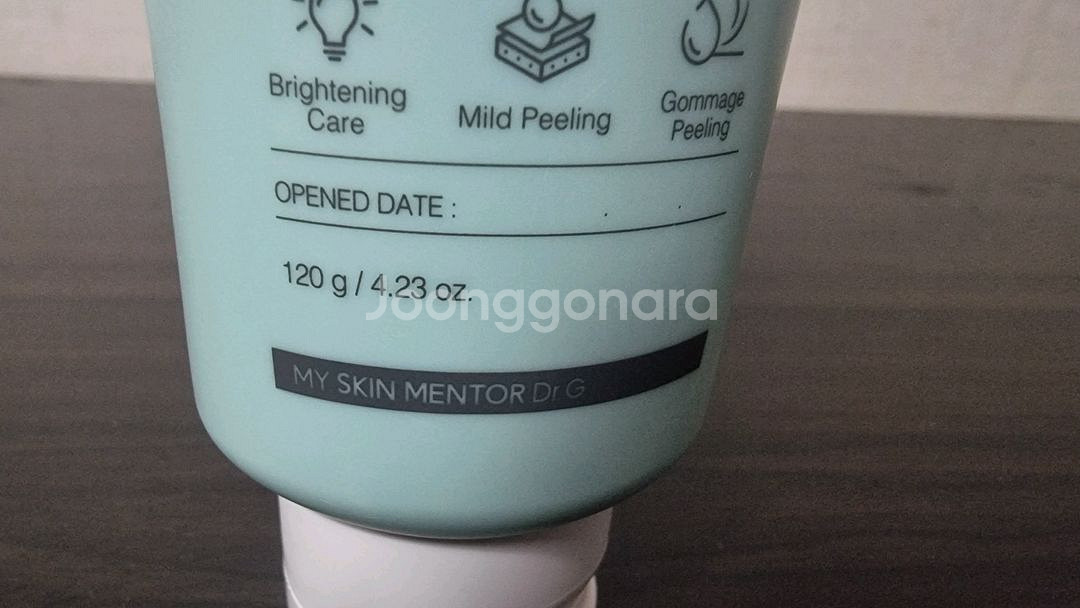 Brightening
Care
Mild Peeling
Gommage
Peeling
OPENED DATE :      .      .
120 g / 4.23 oz.
Joonggonara
MY SKIN MENTOR Dr G